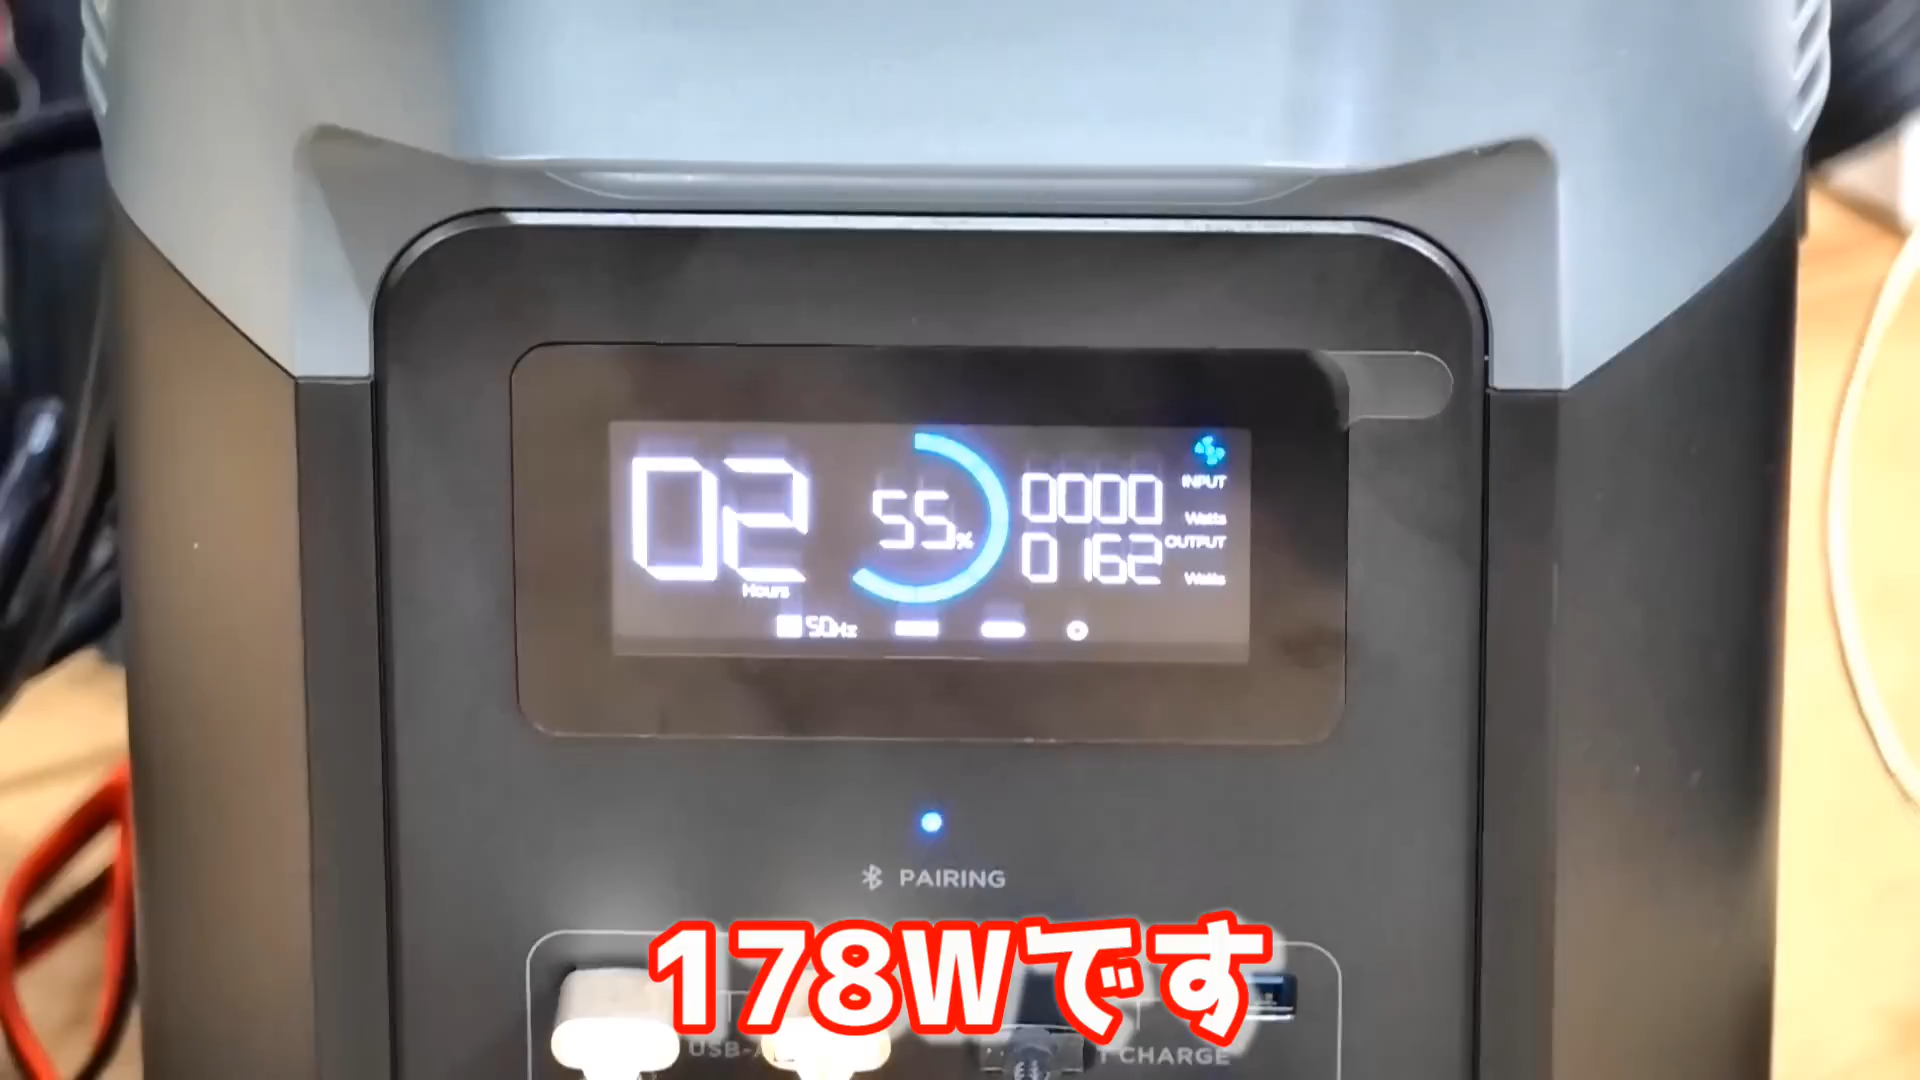 02
Hours
55%
0000
INPUT
Watts
0162
OUTPUT
Watts
50Hz
PAIRING
178Wです
USB-A
T CHARGE